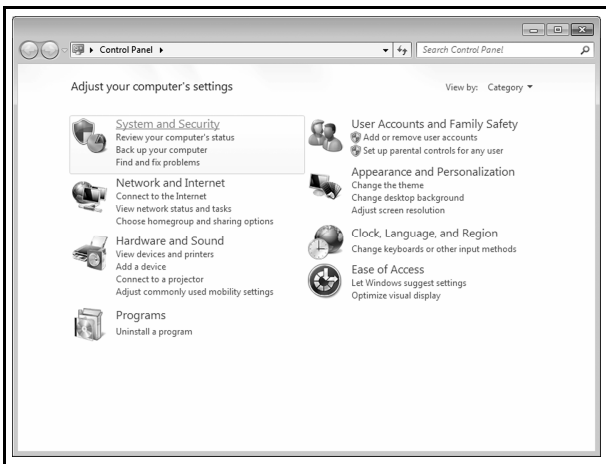 Control Panel
Search Control Panel
Adjust your computer's settings
View by: Category
System and Security
Review your computer's status
Back up your computer
Find and fix problems
Network and Internet
Connect to the Internet
View network status and tasks
Choose homegroup and sharing options
Hardware and Sound
View devices and printers
Add a device
Connect to a projector
Adjust commonly used mobility settings
Programs
Uninstall a program
User Accounts and Family Safety
Add or remove user accounts
Set up parental controls for any user
Appearance and Personalization
Change the theme
Change desktop background
Adjust screen resolution
Clock, Language, and Region
Change keyboards or other input methods
Ease of Access
Let Windows suggest settings
Optimize visual display